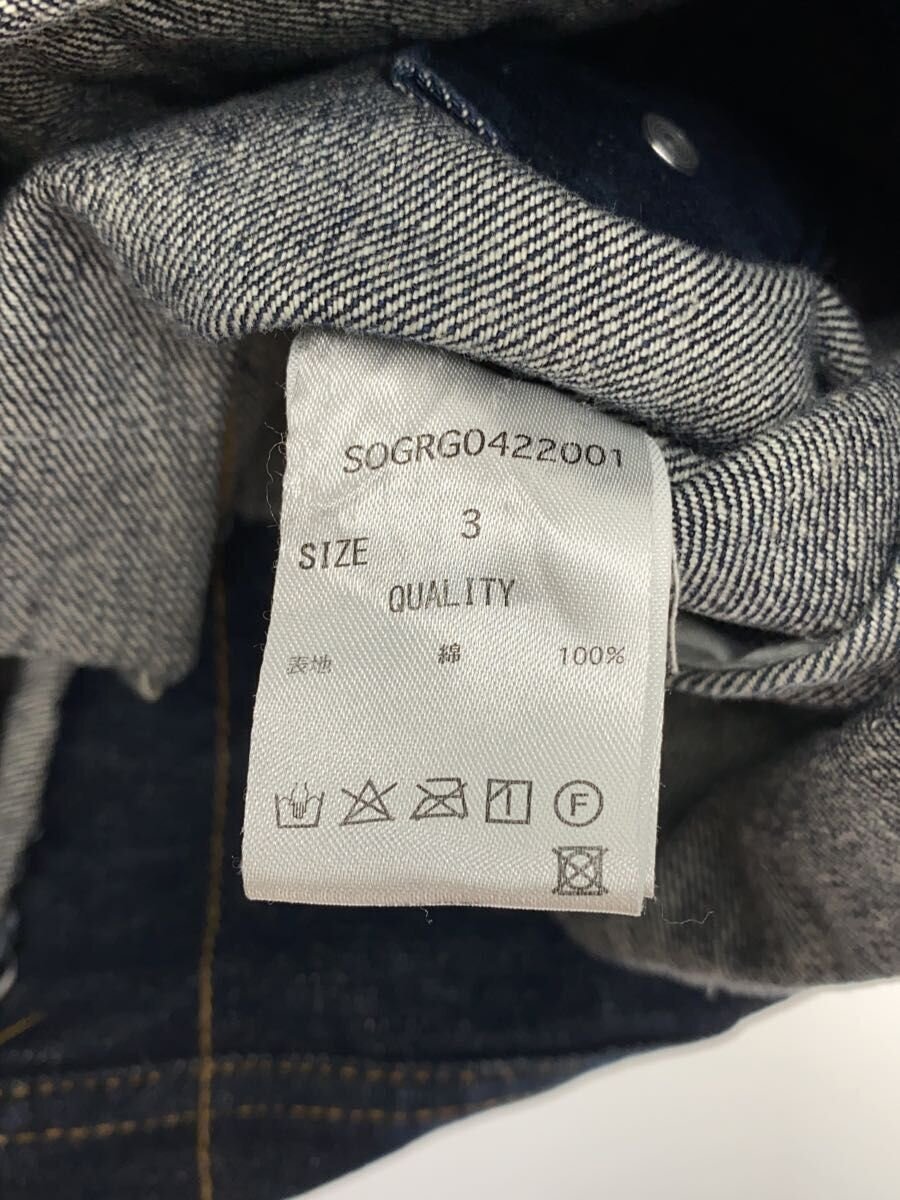 SOGRG0422001
3
SIZE
QUALITY
表地 綿 100%
F